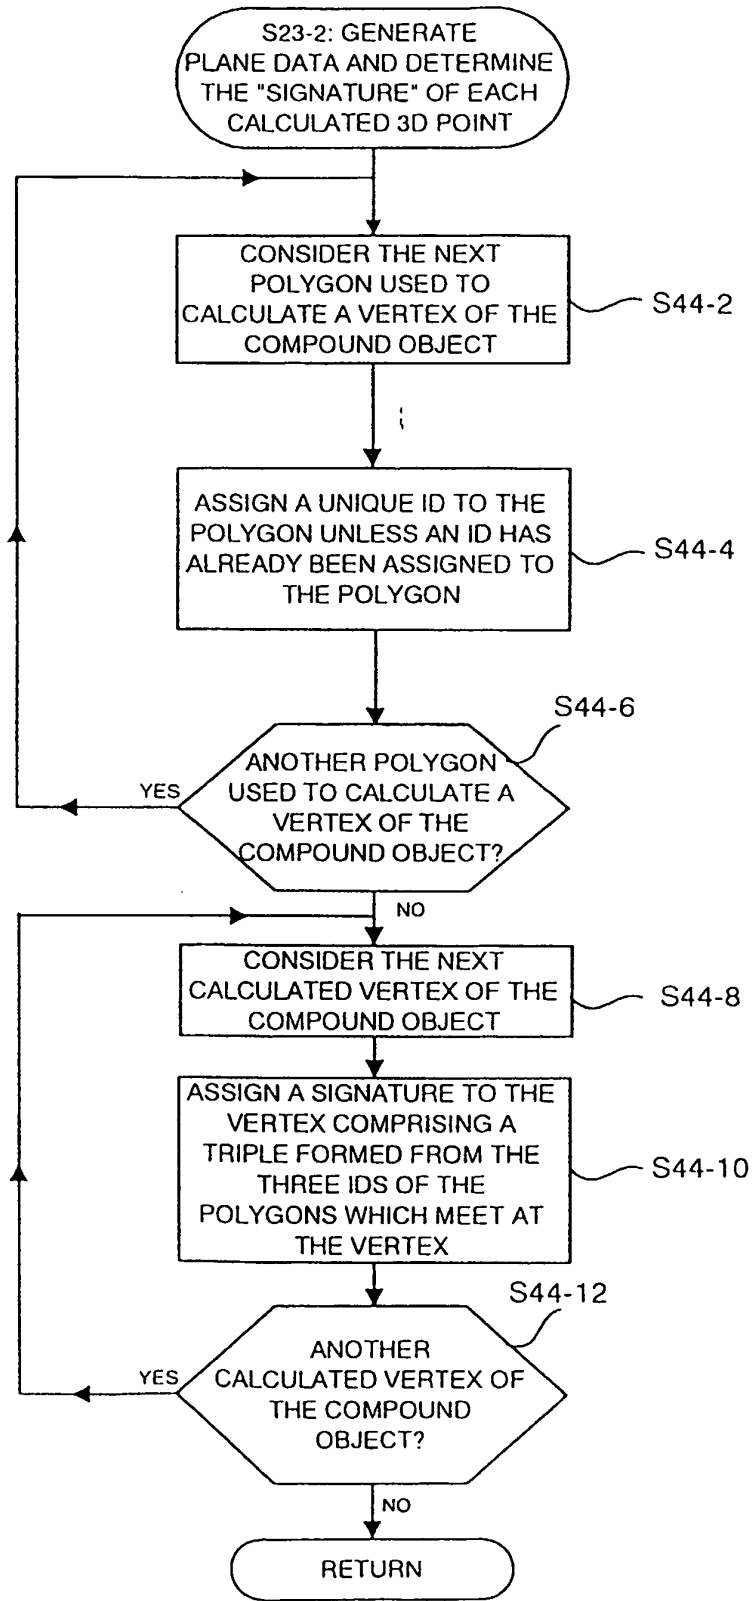 S23-2: GENERATE
PLANE DATA AND DETERMINE
THE "SIGNATURE" OF EACH
CALCULATED 3D POINT
CONSIDER THE NEXT
POLYGON USED TO
CALCULATE A VERTEX OF THE
COMPOUND OBJECT
S44-2
ASSIGN A UNIQUE ID TO THE
POLYGON UNLESS AN ID HAS
ALREADY BEEN ASSIGNED TO
THE POLYGON
S44-4
S44-6
ANOTHER POLYGON
USED TO CALCULATE A
VERTEX OF THE
COMPOUND OBJECT?
YES
NO
CONSIDER THE NEXT
CALCULATED VERTEX OF THE
COMPOUND OBJECT
S44-8
ASSIGN A SIGNATURE TO THE
VERTEX COMPRISING A
TRIPLE FORMED FROM THE
THREE IDS OF THE
POLYGONS WHICH MEET AT
THE VERTEX
S44-10
S44-12
ANOTHER
CALCULATED VERTEX OF
THE COMPOUND
OBJECT?
YES
NO
RETURN